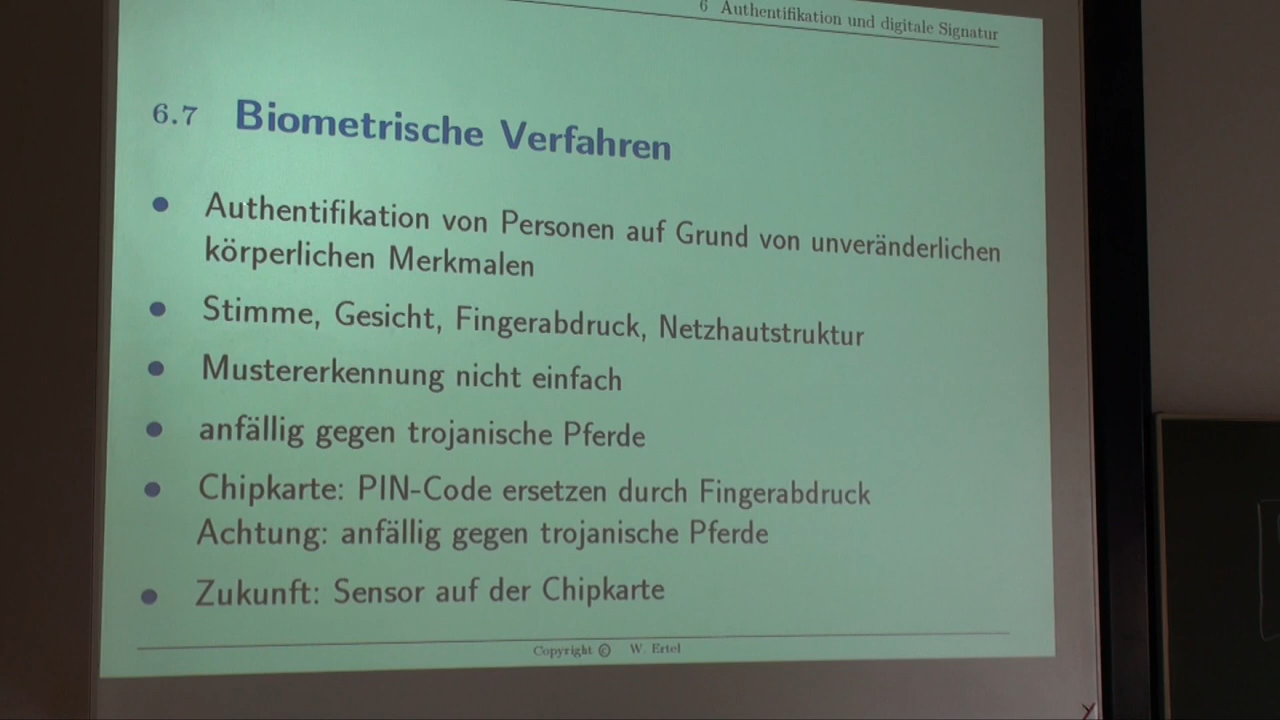 6 Authentifikation und digitale Signatur
6.7 Biometrische Verfahren
• Authentifikation von Personen auf Grund von unveränderlichen
körperlichen Merkmalen
• Stimme, Gesicht, Fingerabdruck, Netzhautstruktur
• Mustererkennung nicht einfach
• anfällig gegen trojanische Pferde
• Chipkarte: PIN-Code ersetzen durch Fingerabdruck
Achtung: anfällig gegen trojanische Pferde
• Zukunft: Sensor auf der Chipkarte
Copyright © W. Ertel